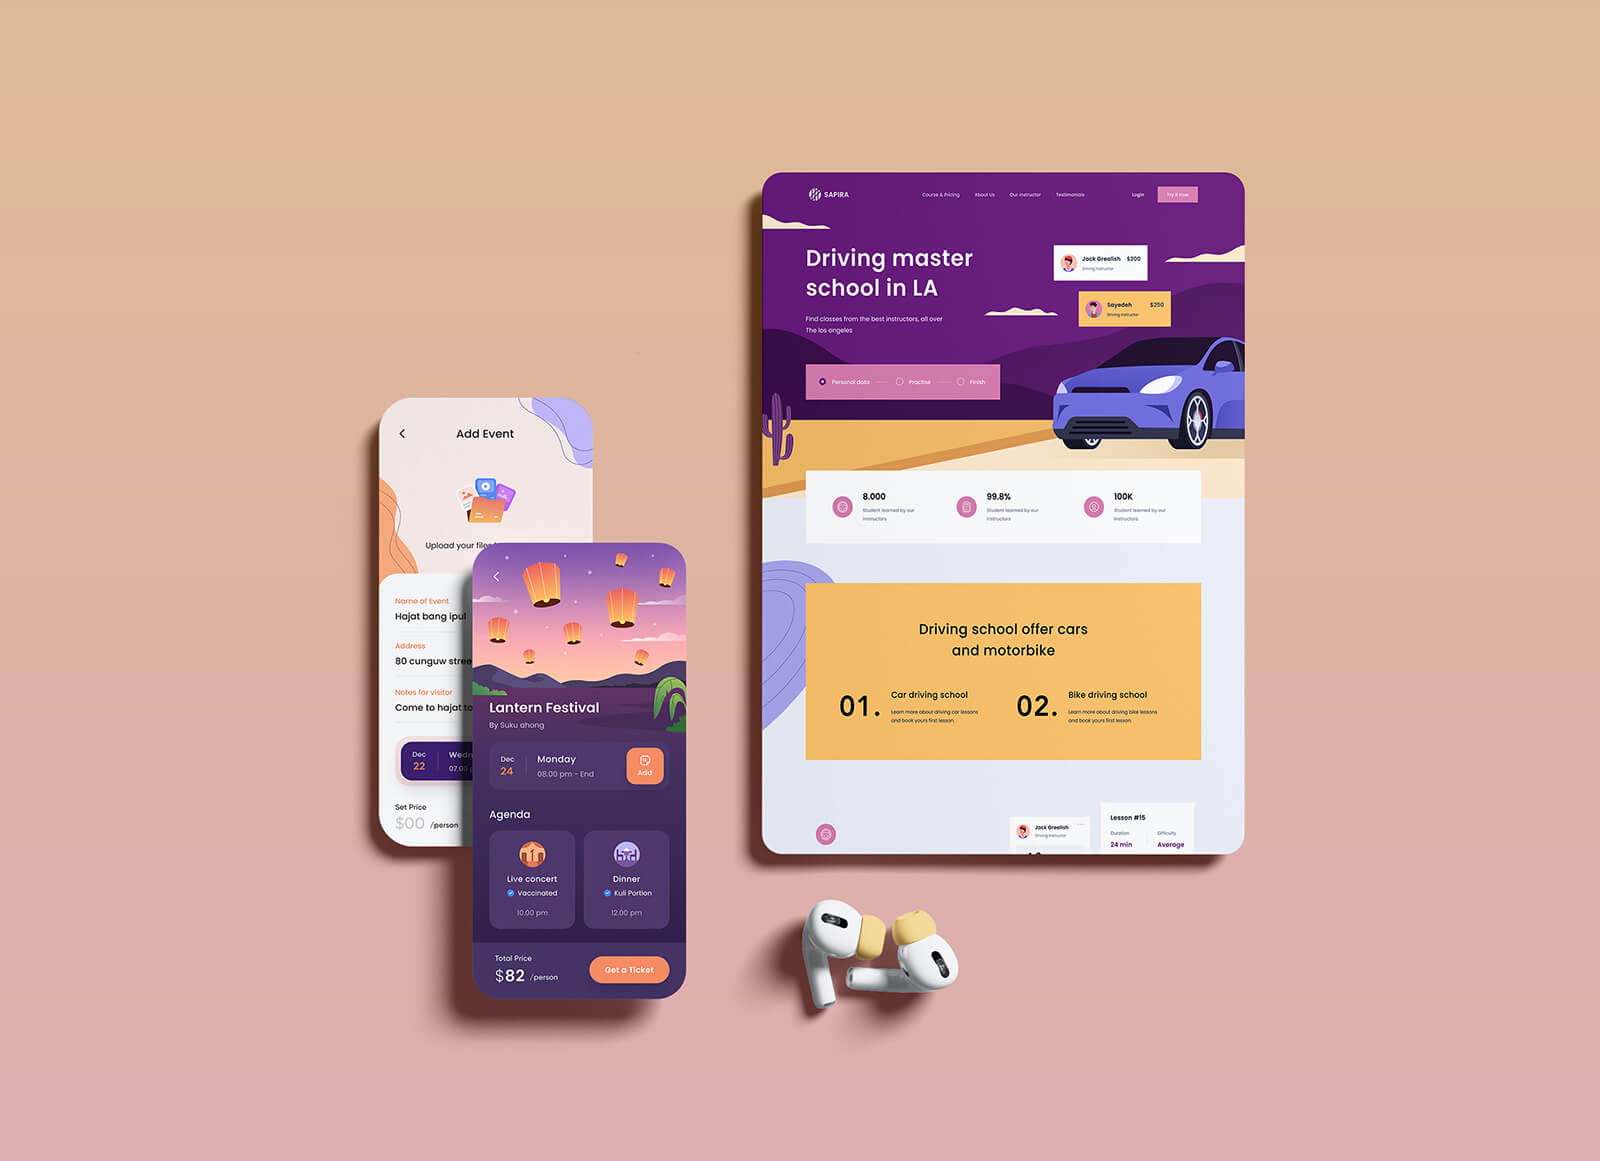 Add Event
Upload your files
Name of Event
Hajat bang ipul
Address
80 cunguw stree
Notes for visitor
Come to hajat to
Dec
22
Wedn
07.00
Set Price
$00 /person
Lantern Festival
By Suku ahong
Dec
24
Monday
08.00 pm - End
Add
Agenda
Live concert
Vaccinated
10.00 pm
Dinner
Kuli Portion
12.00 pm
Total Price
$82 /person
Get a Ticket
SAPIRA
Course & Pricing
About Us
Our Instructor
Testimonials
Login
Try it now
Driving master
school in LA
Find classes from the best instructors, all over
The los angeles
Jack Grealish $200
Driving Instructor
Sayedeh $250
Driving Instructor
Personal data
Practise
Finish
8.000
Student learned by our
instructors
99.8%
Student learned by our
instructors
100K
Student learned by our
instructors
Driving school offer cars
and motorbike
01.
Car driving school
Learn more about driving car lessons
and book yours first lesson.
02.
Bike driving school
Learn more about driving bike lessons
and book yours first lesson.
Jack Grealish
Driving Instructor
Lesson #15
Duration
24 min
Difficulty
Average